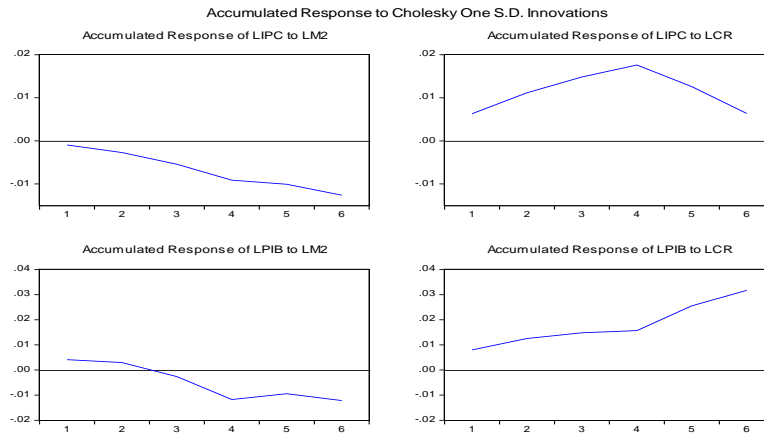 Accumulated Response to Cholesky One S.D. Innovations
Accumulated Response of LIPC to LM2
.02
.01
.00
-.01
1 2 3 4 5 6
Accumulated Response of LIPC to LCR
.02
.01
.00
-.01
1 2 3 4 5 6
Accumulated Response of LPIB to LM2
.04
.03
.02
.01
.00
-.01
-.02
1 2 3 4 5 6
Accumulated Response of LPIB to LCR
.04
.03
.02
.01
.00
-.01
-.02
1 2 3 4 5 6